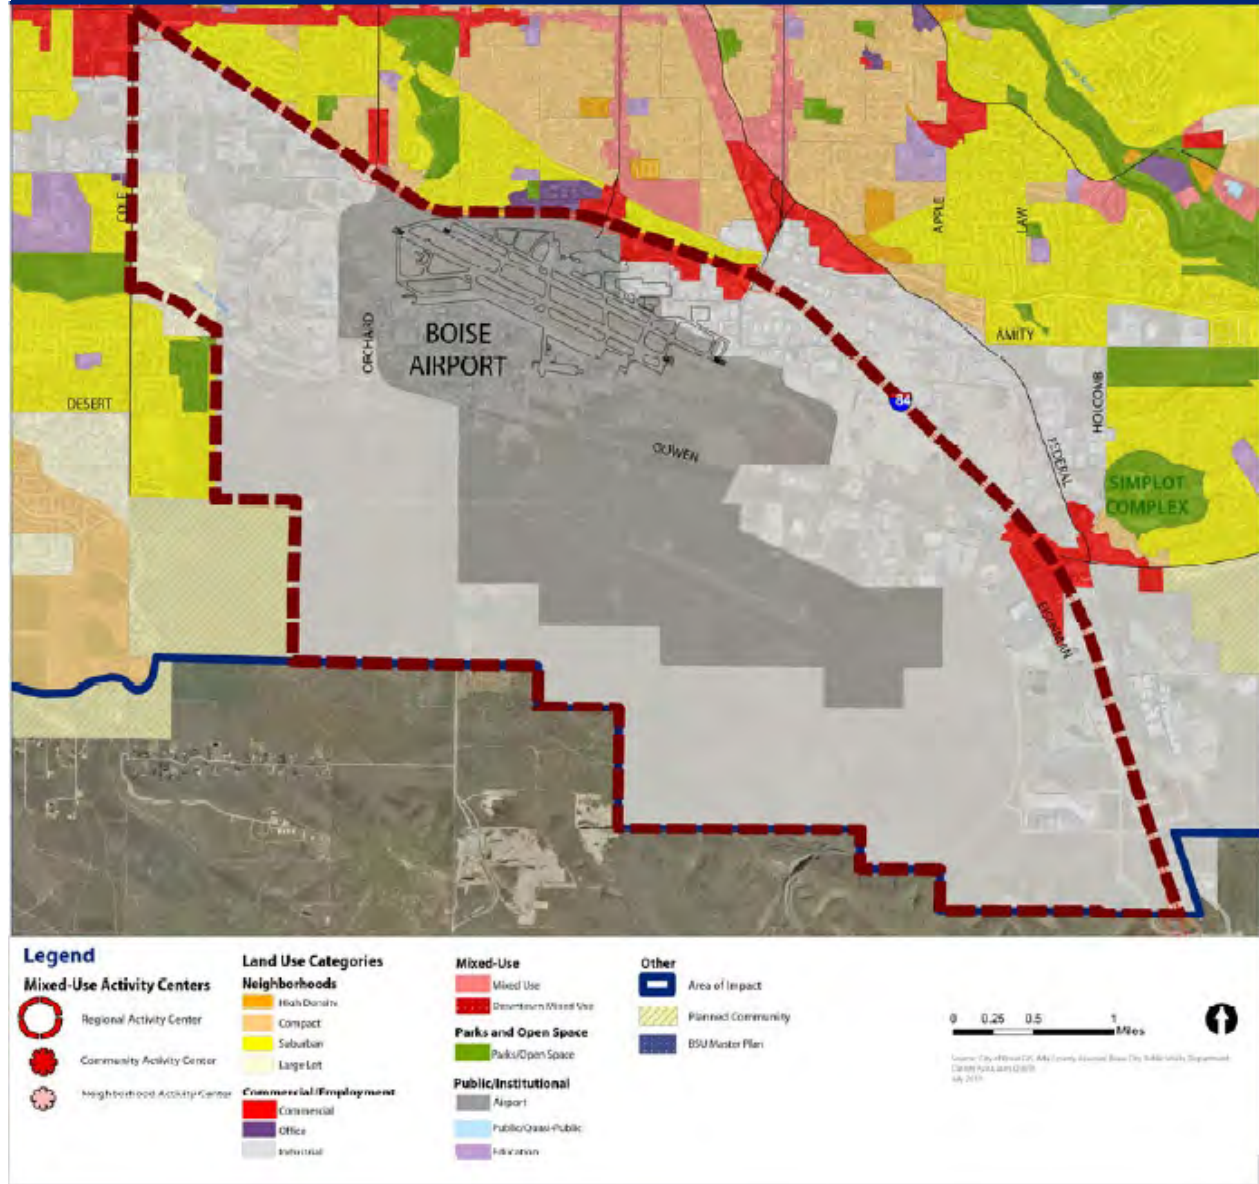 COLE
APPLE
LAW
AMITY
ORCHARD
BOISE
AIRPORT
HOLCOMB
DESERT
84
GOWEN
FEDERAL
SIMPLOT
COMPLEX
EISENMAN
Legend
Mixed-Use Activity Centers
Regional Activity Center
Community Activity Center
Neighborhood Activity Center
Land Use Categories
Neighborhoods
High Density
Compact
Suburban
Large Lot
Commercial/Employment
Commercial
Office
Industrial
Mixed-Use
Mixed Use
Downtown Mixed Use
Parks and Open Space
Parks/Open Space
Public/Institutional
Airport
Public/Quasi-Public
Education
Other
Area of Impact
Planned Community
BSU Master Plan
0 0.25 0.5 1
Miles